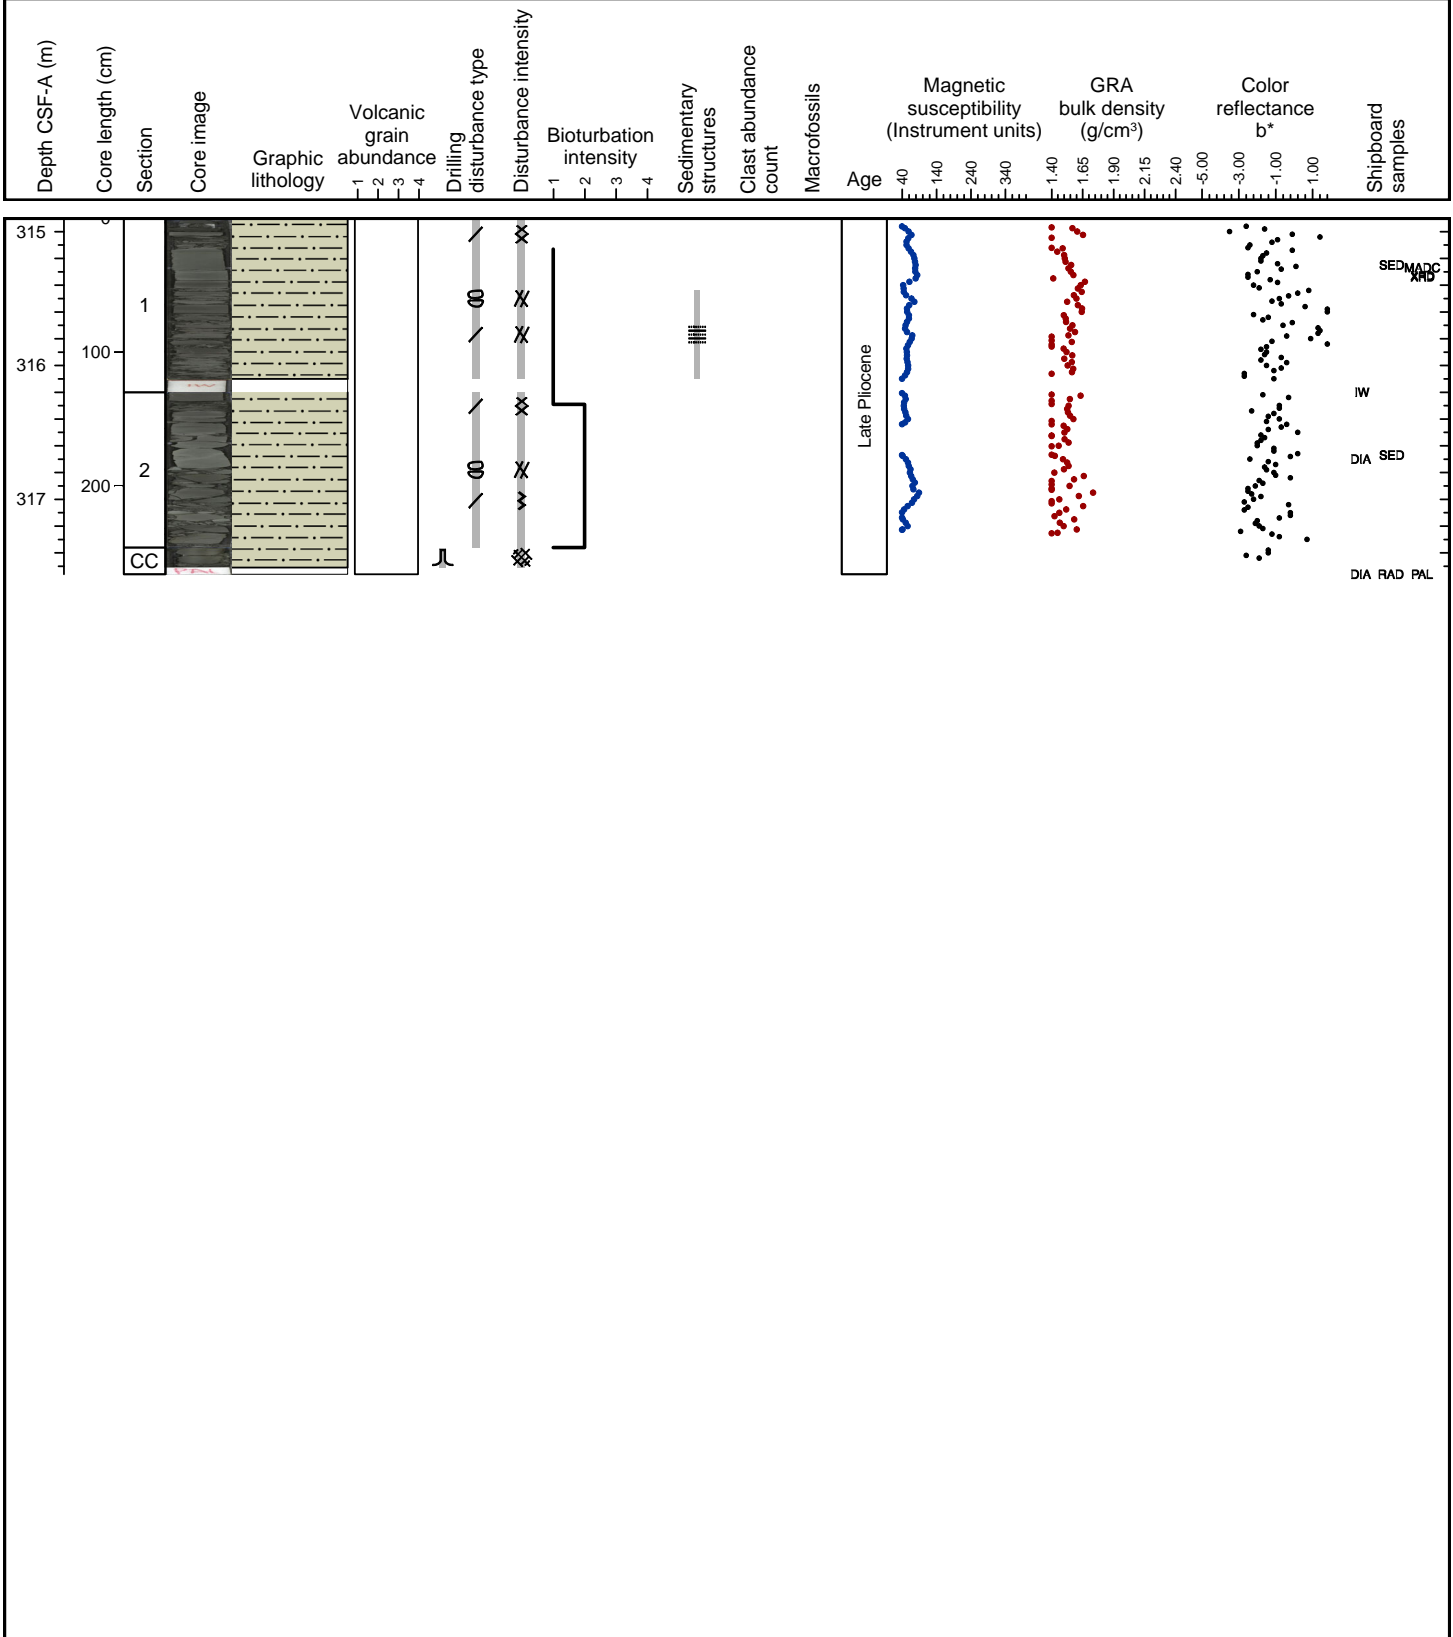 Depth CSF-A (m)
Core length (cm)
Section
Core image
Graphic
lithology
Volcanic
grain
abundance
1 2 3 4
Drilling
disturbance type
Disturbance intensity
Bioturbation
intensity
1 2 3 4
Sedimentary
structures
Clast abundance
count
Macrofossils
Age
Magnetic
susceptibility
(Instrument units)
40 140 240 340
GRA
bulk density
(g/cm³)
1.40 1.65 1.90 2.15 2.40
Color
reflectance
b*
-5.00 -3.00 -1.00 1.00
Shipboard
samples
315
316
317
100
200
1
2
CC
IW
PAL
Late Pliocene
SED MADC
XRD
IW
DIA SED
DIA RAD PAL